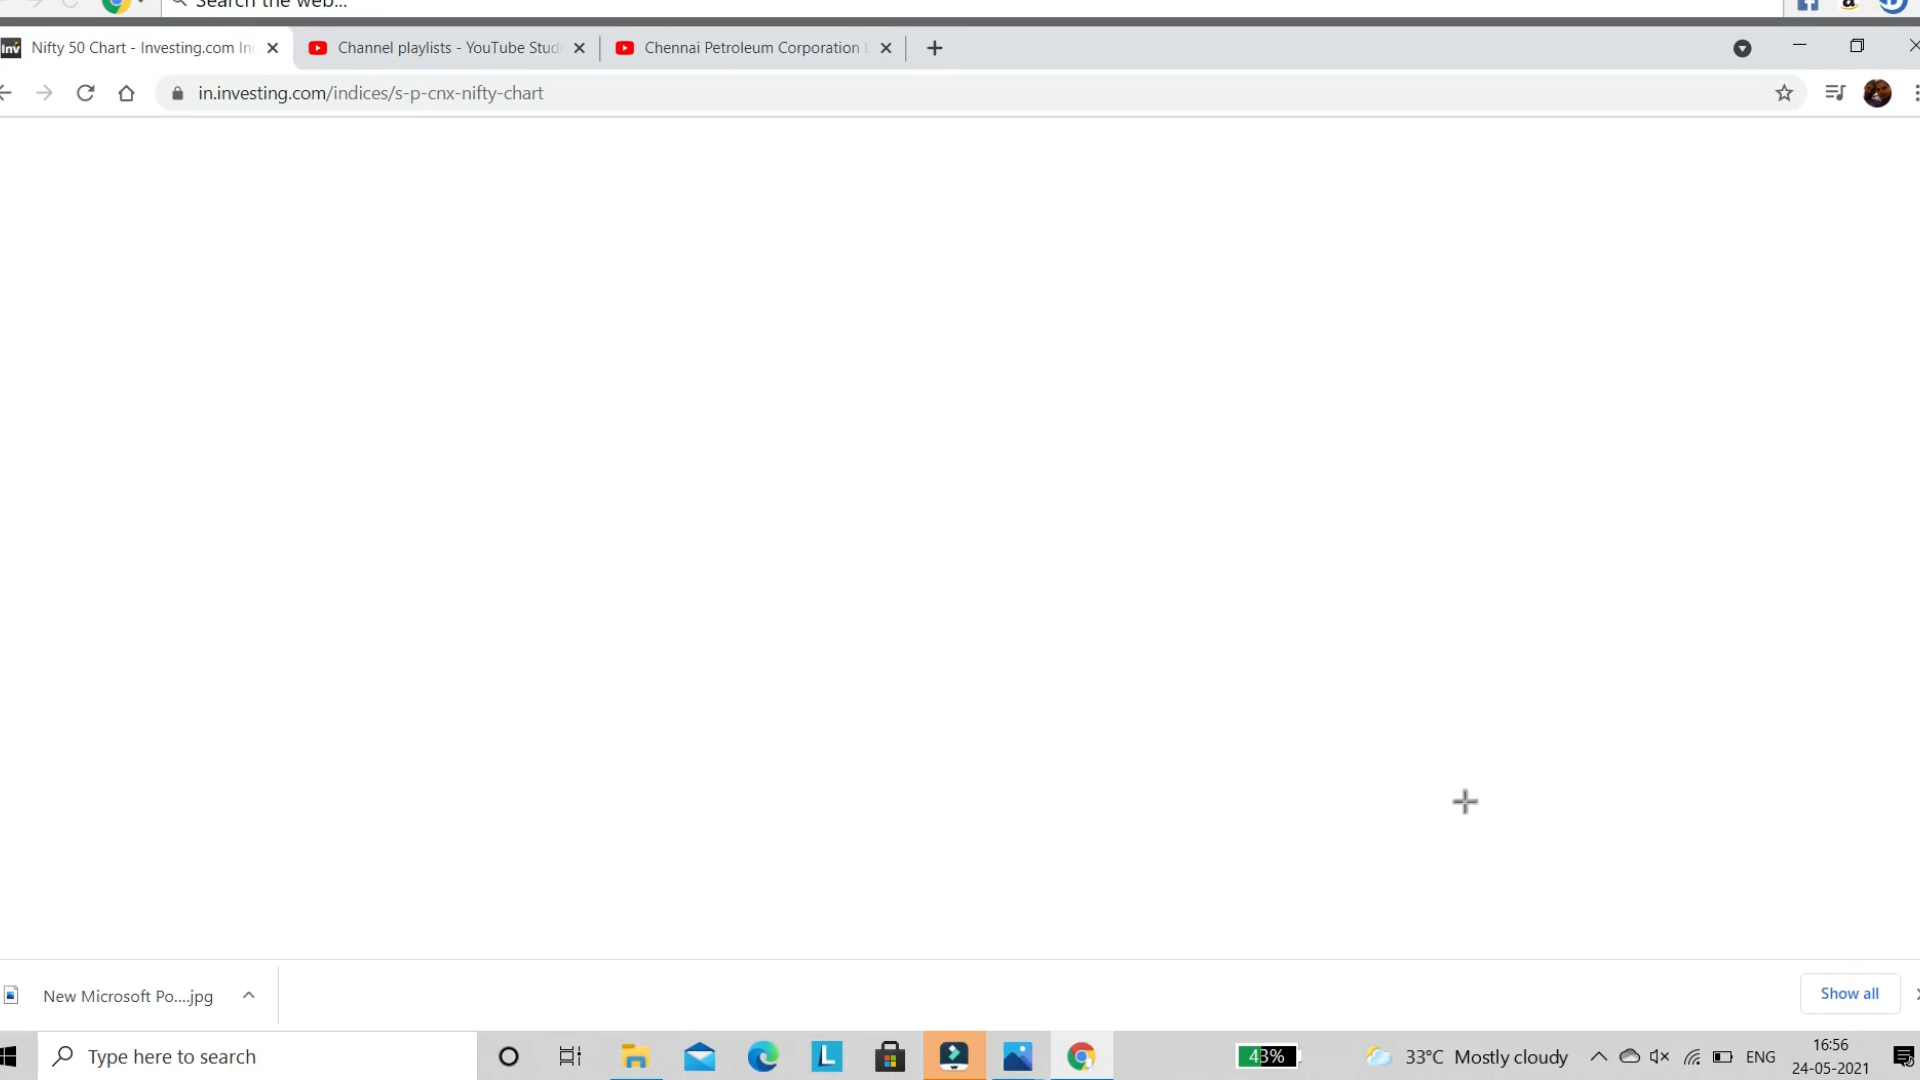 Search the web...
Inv Nifty 50 Chart - Investing.com In
Channel playlists - YouTube Studi
Chennai Petroleum Corporation
in.investing.com/indices/s-p-cnx-nifty-chart
New Microsoft Po....jpg
Show all
Type here to search
L
43%
33°C Mostly cloudy
ENG
16:56
24-05-2021